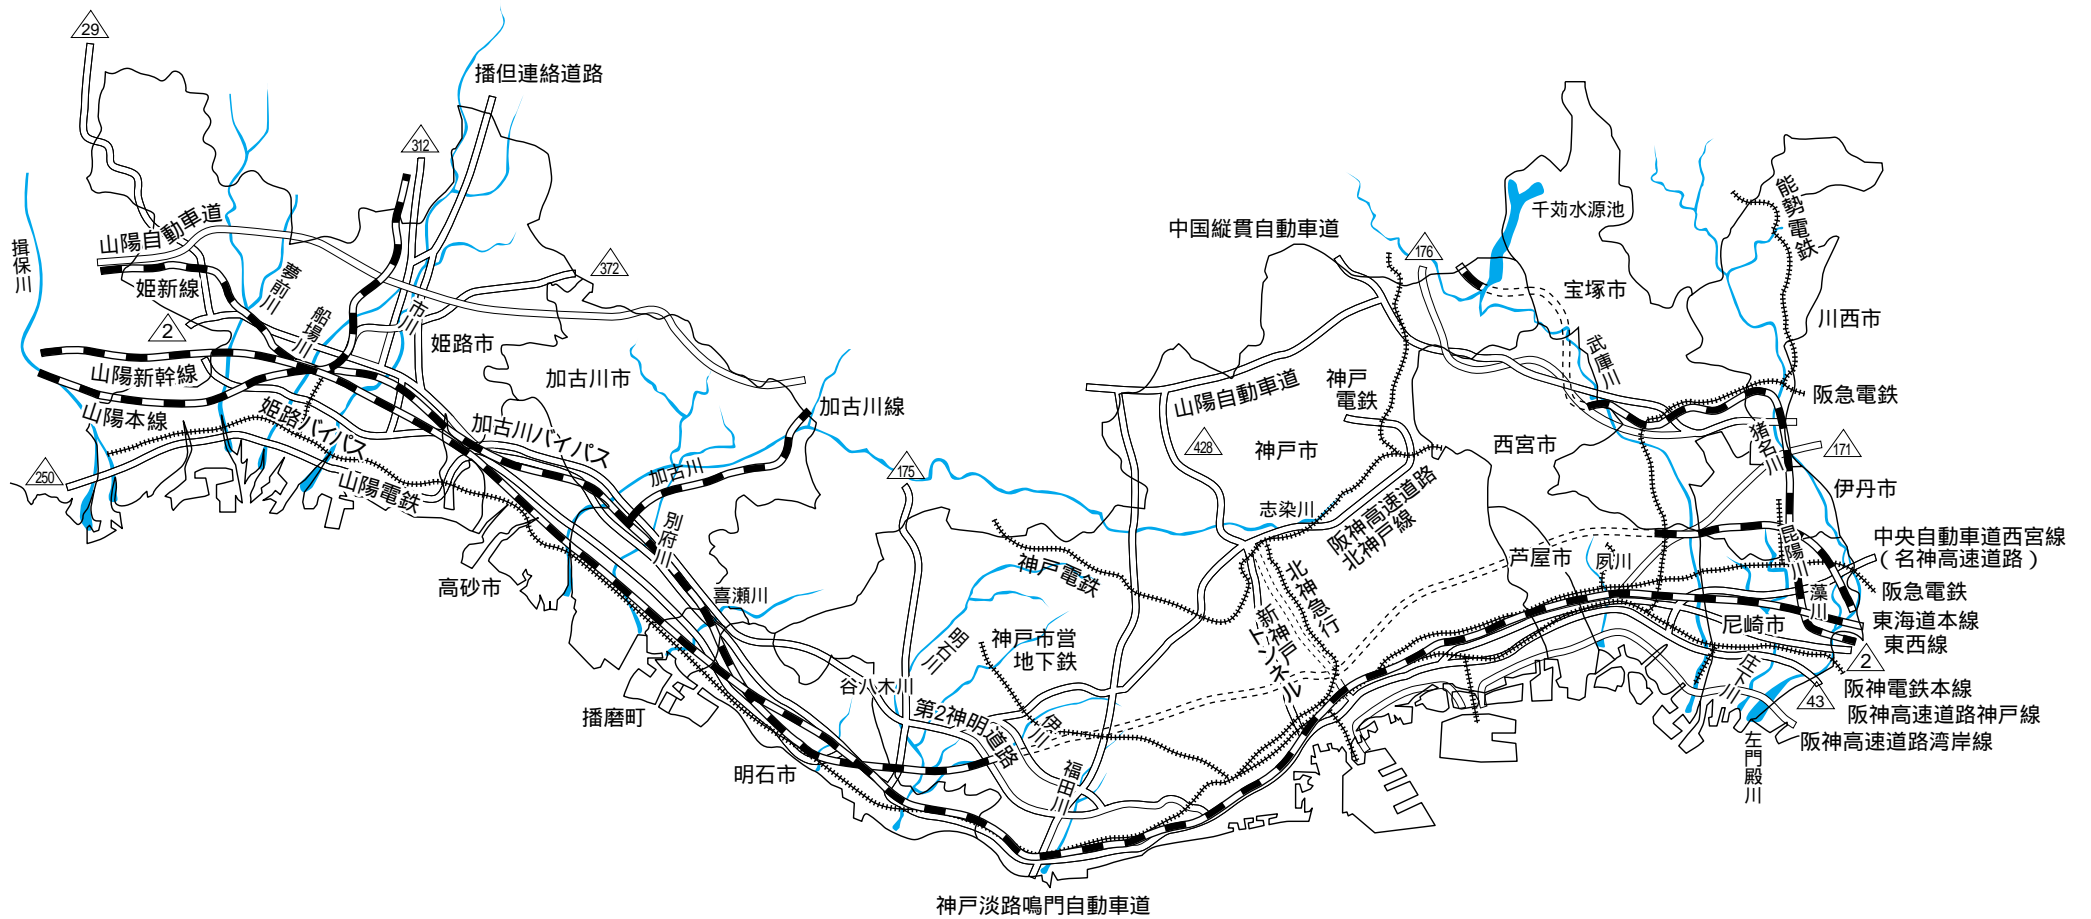 29
播但連絡道路
312
千苅水源池
能勢電鉄
山陽自動車道
中国縦貫自動車道
揖保川
176
372
姫新線
夢前川
宝塚市
市川
船場川
川西市
2
姫路市
武庫川
山陽新幹線
加古川市
神戸
電鉄
山陽自動車道
阪急電鉄
山陽本線
姫路バイパス
加古川線
加古川バイパス
猪名川
428
神戸市
西宮市
171
250
山陽電鉄
加古川
175
伊丹市
志染川
阪神高速道路
北神戸線
別府川
昆陽川
中央自動車道西宮線
(名神高速道路)
高砂市
神戸電鉄
北神急行
芦屋市
夙川
喜瀬川
藻川
阪急電鉄
新神戸
トンネル
東海道本線
尼崎市
明石川
神戸市営
地下鉄
東西線
2
庄下川
谷八木川
阪神電鉄本線
43
播磨町
第2神明道路
伊川
阪神高速道路神戸線
阪神高速道路湾岸線
左門殿川
明石市
福田川
神戸淡路鳴門自動車道